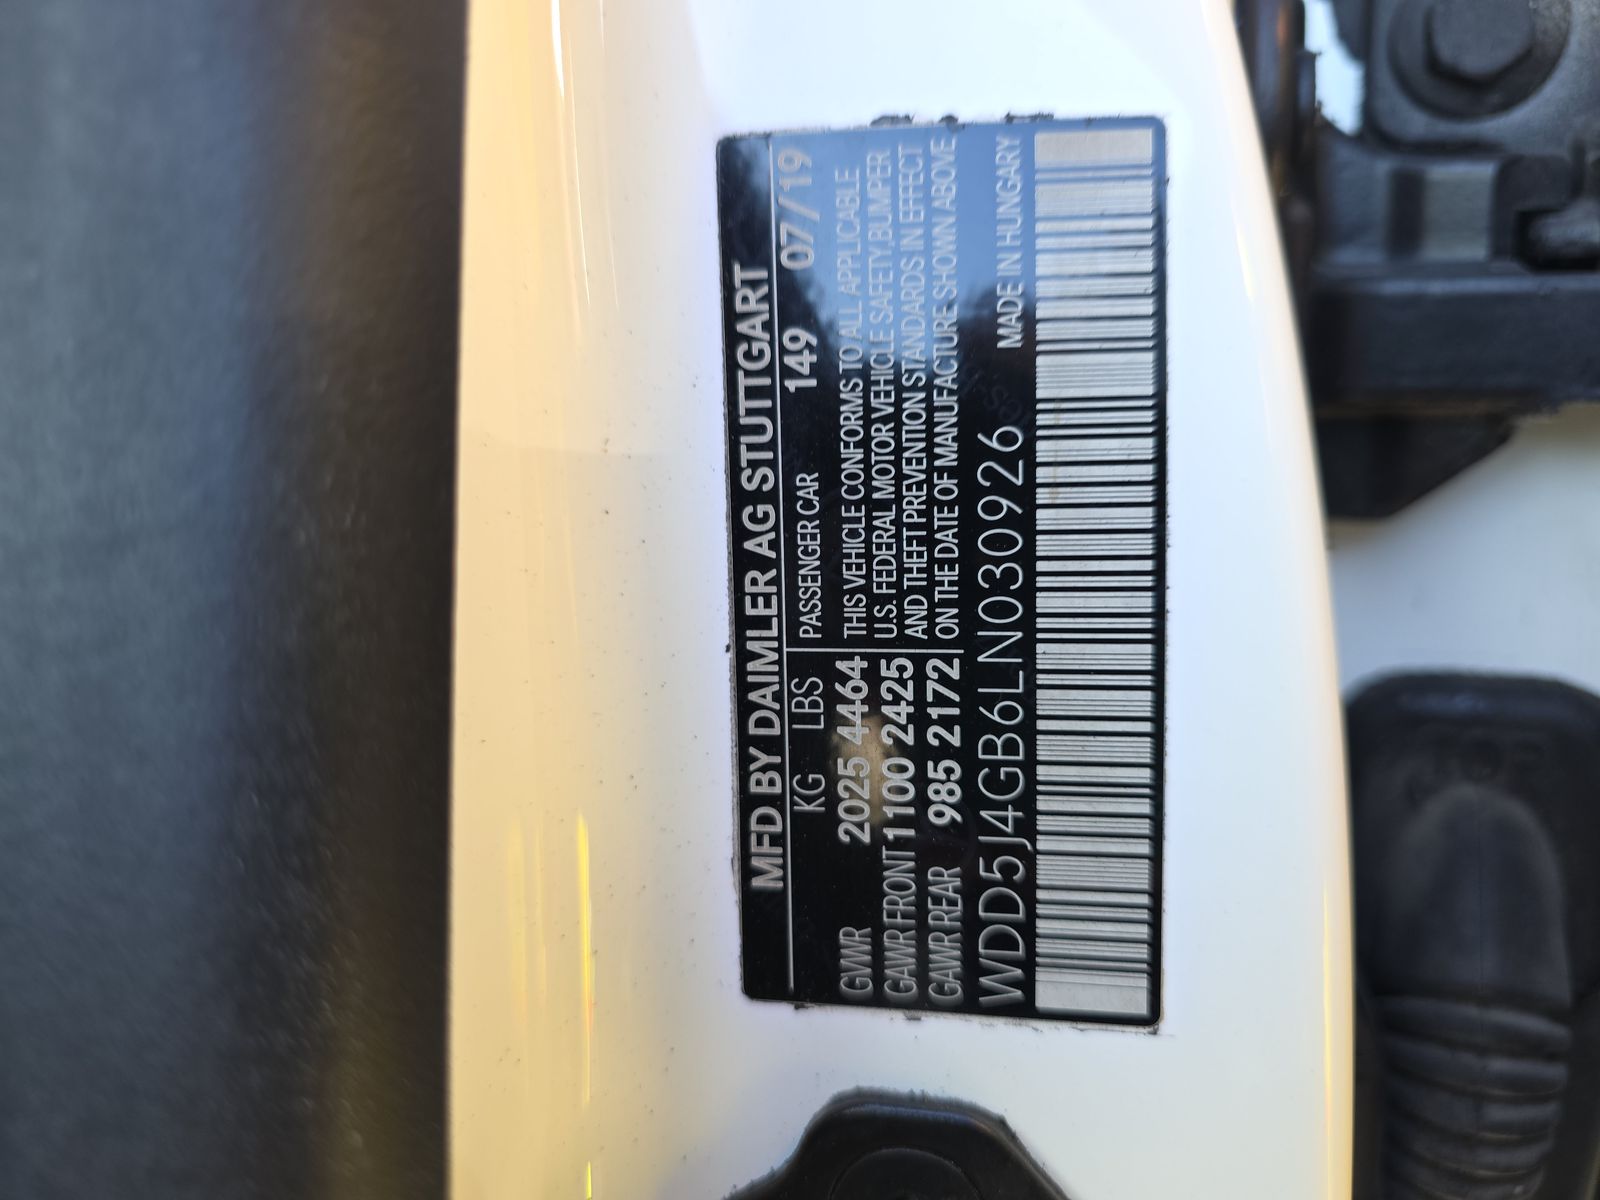 MFD BY DAIMLER AG STUTTGART
KG LBS PASSENGER CAR 149 07/19
GVWR 2025 4464 THIS VEHICLE CONFORMS TO ALL APPLICABLE
GAWR FRONT 1100 2425 U.S. FEDERAL MOTOR VEHICLE SAFETY, BUMPER
GAWR REAR 985 2172 AND THEFT PREVENTION STANDARDS IN EFFECT
ON THE DATE OF MANUFACTURE SHOWN ABOVE
WDD5J4GB6LN030926 MADE IN HUNGARY